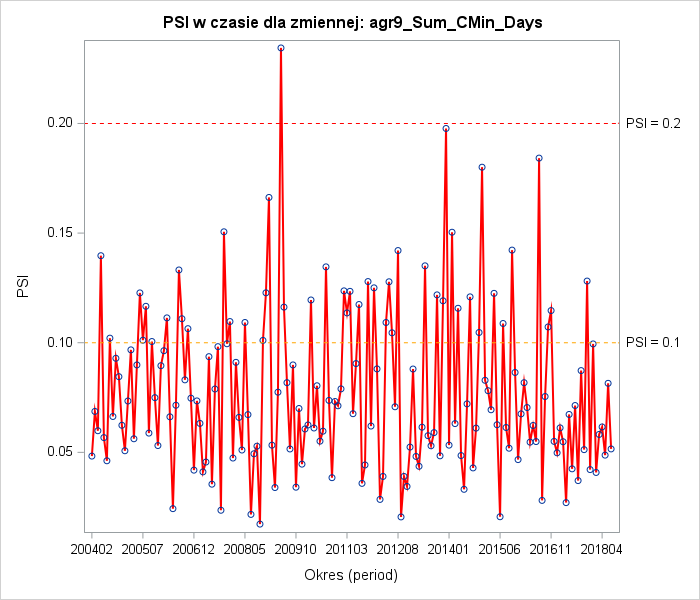 PSI w czasie dla zmiennej: agr9_Sum_CMin_Days
0.20
PSI = 0.2
0.15
PSI
0.10
PSI = 0.1
0.05
200402 200507 200612 200805 200910 201103 201208 201401 201506 201611 201804
Okres (period)